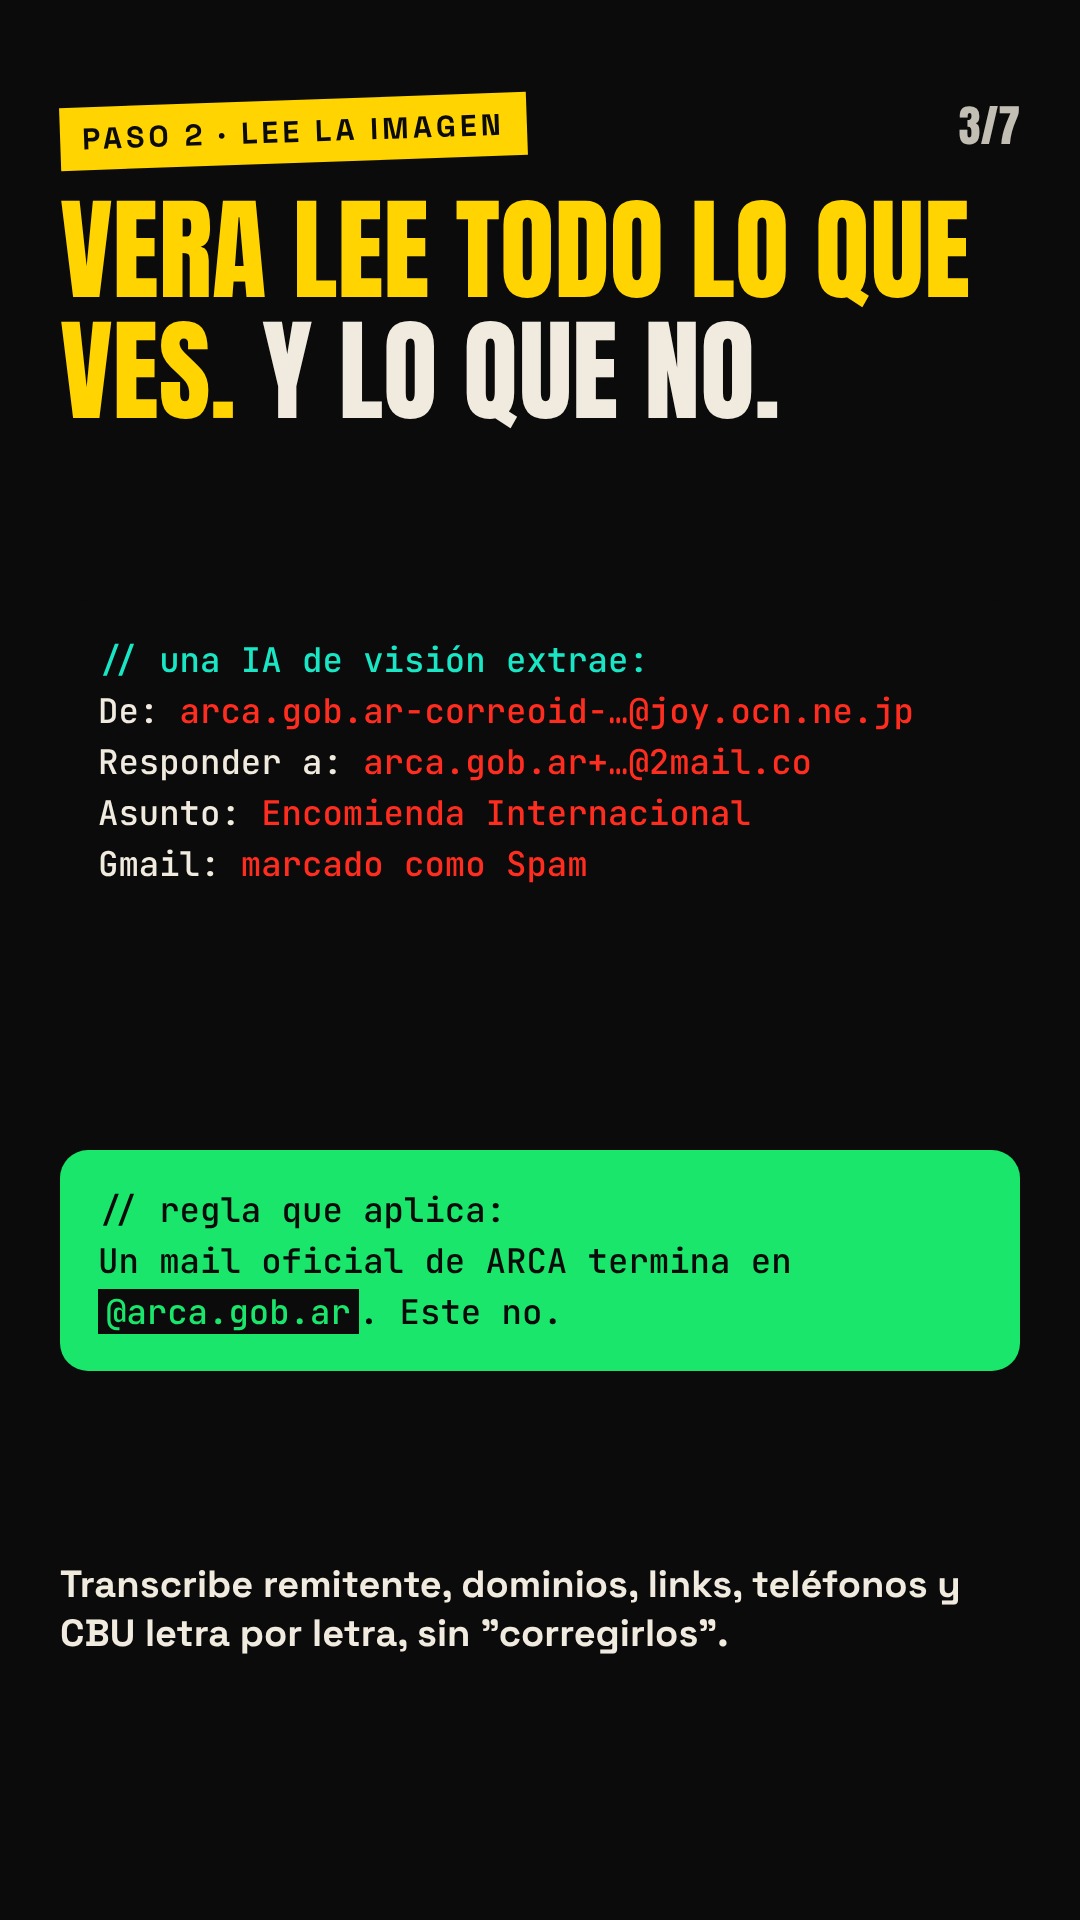 PASO 2 · LEE LA IMAGEN
3/7
VERA LEE TODO LO QUE
VES. Y LO QUE NO.
// una IA de visión extrae:
De: arca.gob.ar-correoid-…@joy.ocn.ne.jp
Responder a: arca.gob.ar+…@2mail.co
Asunto: Encomienda Internacional
Gmail: marcado como Spam
// regla que aplica:
Un mail oficial de ARCA termina en
@arca.gob.ar. Este no.
Transcribe remitente, dominios, links, teléfonos y
CBU letra por letra, sin ”corregirlos”.